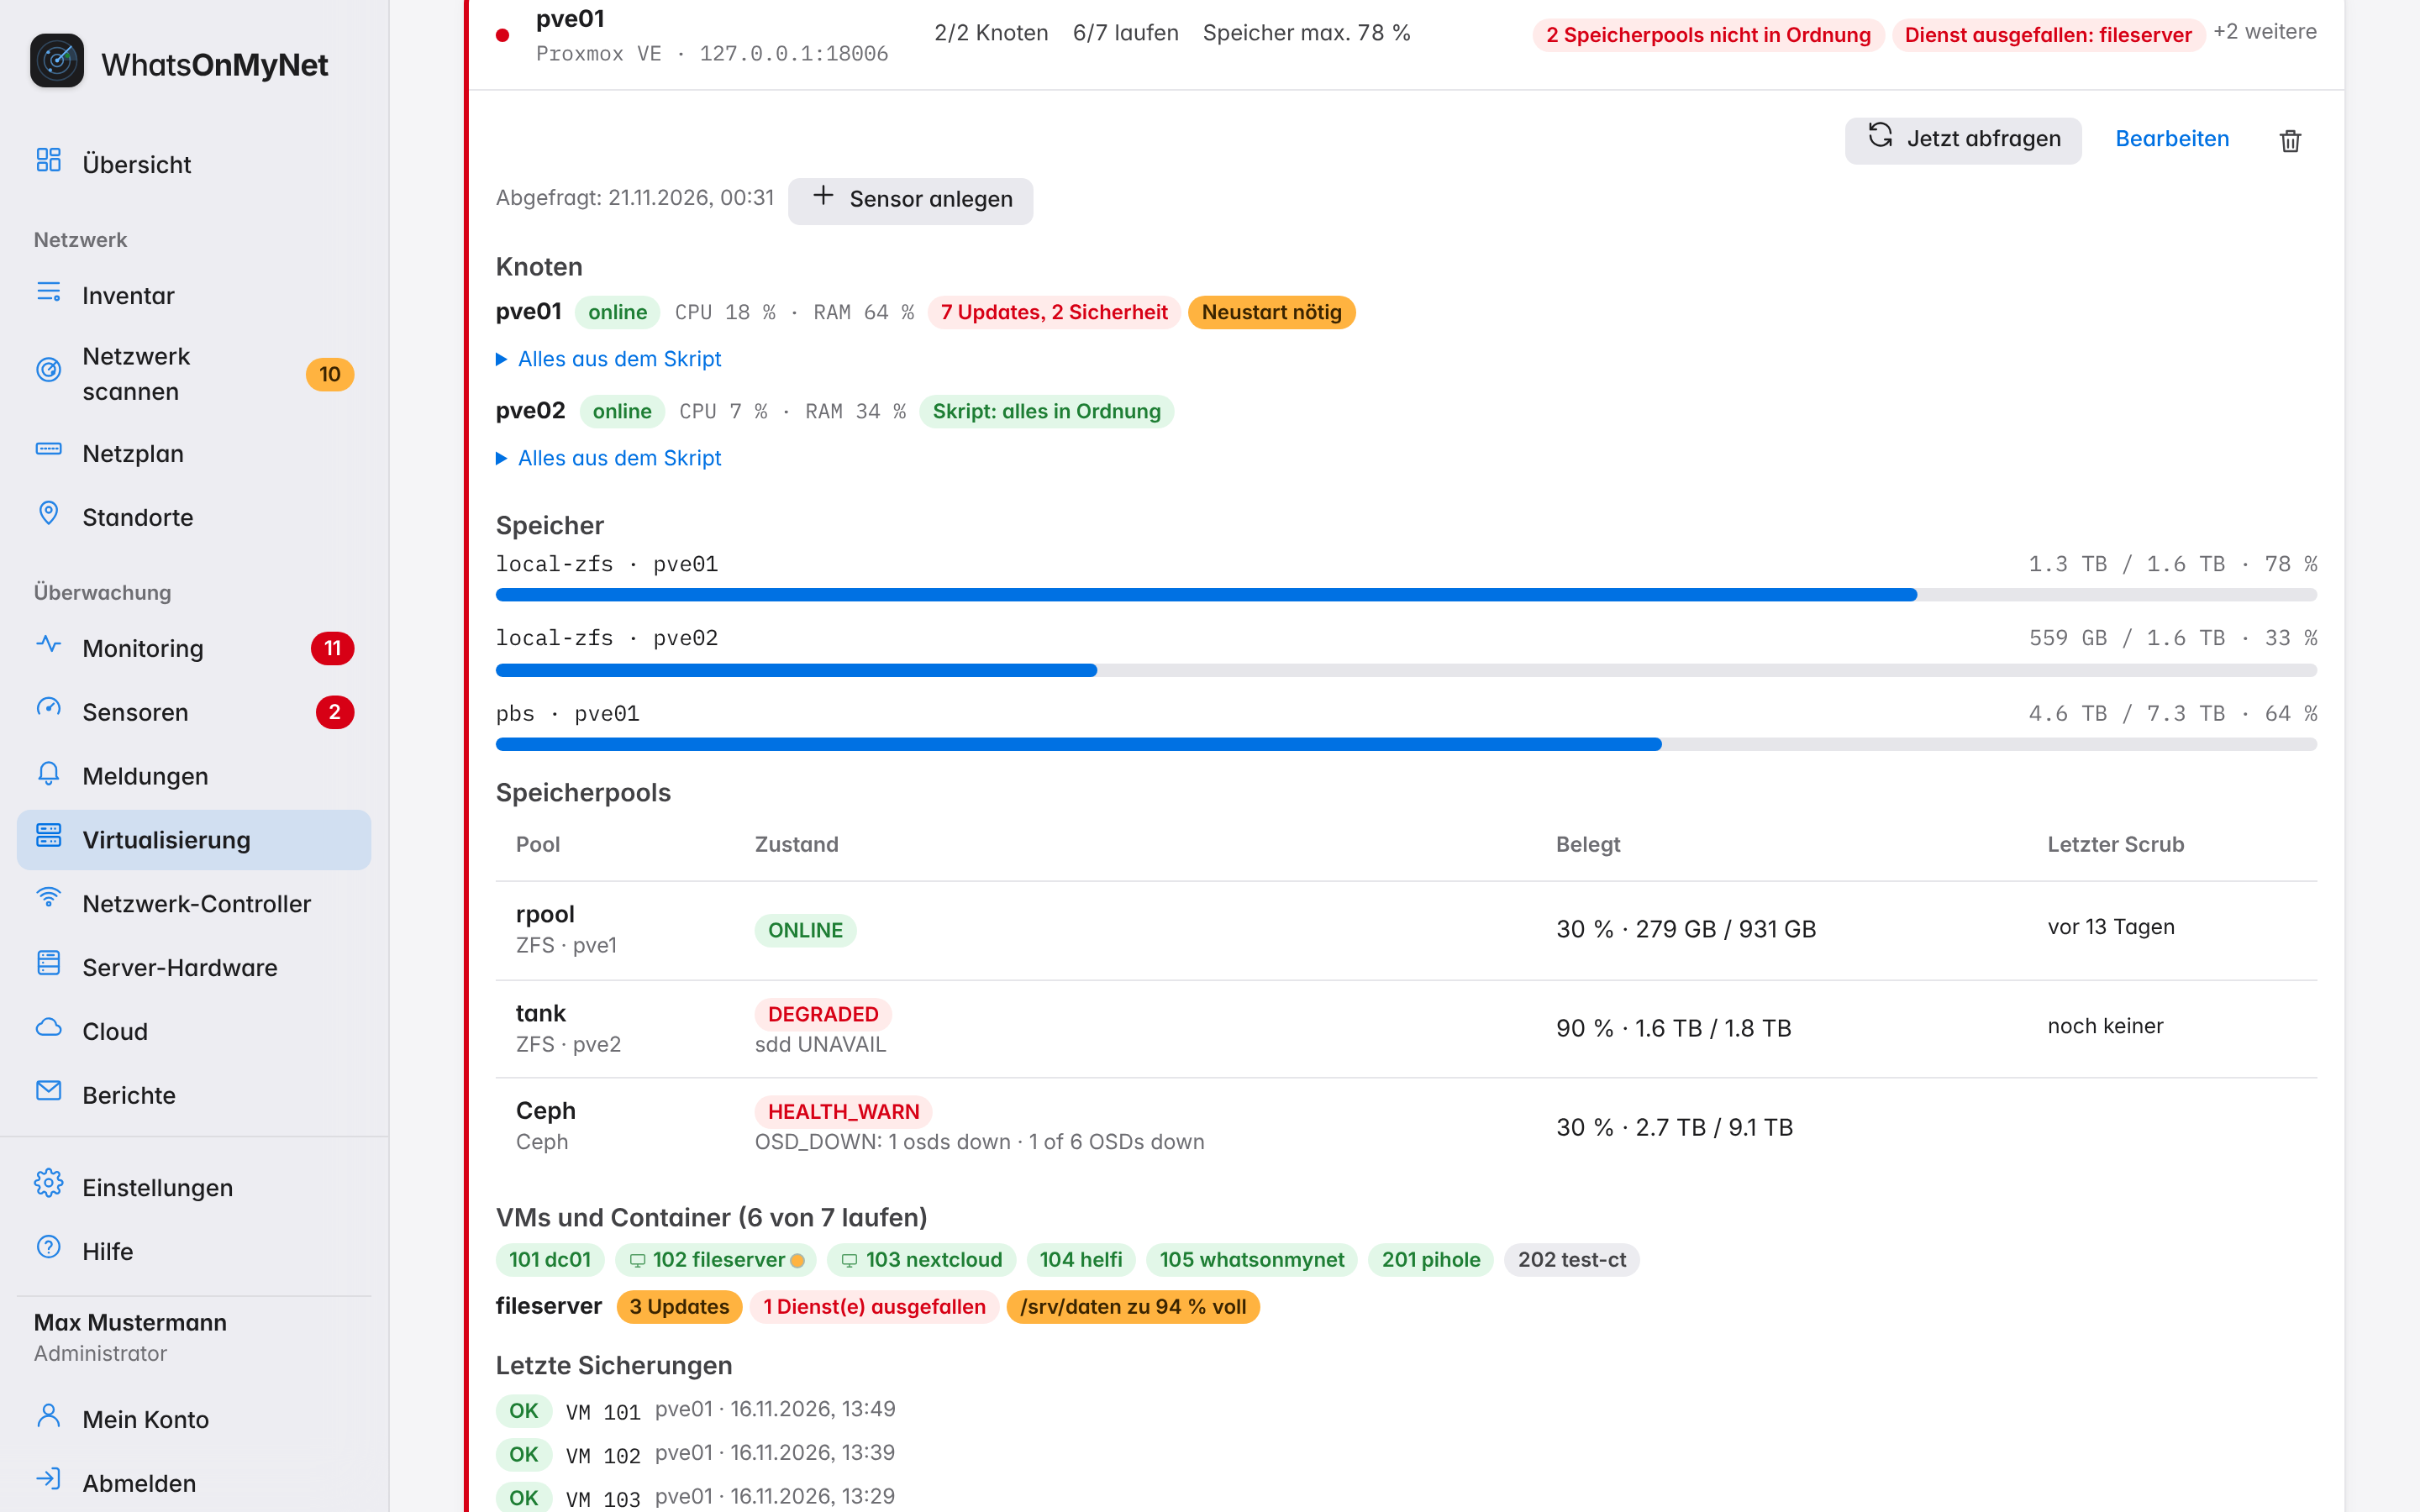 WhatsOnMyNet
Übersicht
Netzwerk
Inventar
Netzwerk
scannen
10
Netzplan
Standorte
Überwachung
Monitoring
11
Sensoren
2
Meldungen
Virtualisierung
Netzwerk-Controller
Server-Hardware
Cloud
Berichte
Einstellungen
Hilfe
Max Mustermann
Administrator
Mein Konto
Abmelden
pve01
Proxmox VE · 127.0.0.1:18006
2/2 Knoten 6/7 laufen Speicher max. 78 %
2 Speicherpools nicht in Ordnung Dienst ausgefallen: fileserver +2 weitere
Jetzt abfragen Bearbeiten
Abgefragt: 21.11.2026, 00:31 Sensor anlegen
Knoten
pve01 online CPU 18 % · RAM 64 % 7 Updates, 2 Sicherheit Neustart nötig
Alles aus dem Skript
pve02 online CPU 7 % · RAM 34 % Skript: alles in Ordnung
Alles aus dem Skript
Speicher
local-zfs · pve01 1.3 TB / 1.6 TB · 78 %
local-zfs · pve02 559 GB / 1.6 TB · 33 %
pbs · pve01 4.6 TB / 7.3 TB · 64 %
Speicherpools
Pool Zustand Belegt Letzter Scrub
rpool
ZFS · pve1
ONLINE
30 % · 279 GB / 931 GB
vor 13 Tagen
tank
ZFS · pve2
DEGRADED
sdd UNAVAIL
90 % · 1.6 TB / 1.8 TB
noch keiner
Ceph
Ceph
HEALTH_WARN
OSD_DOWN: 1 osds down · 1 of 6 OSDs down
30 % · 2.7 TB / 9.1 TB
VMs und Container (6 von 7 laufen)
101 dc01 102 fileserver 103 nextcloud 104 helfi 105 whatsonmynet 201 pihole 202 test-ct
fileserver 3 Updates 1 Dienst(e) ausgefallen /srv/daten zu 94 % voll
Letzte Sicherungen
OK VM 101 pve01 · 16.11.2026, 13:49
OK VM 102 pve01 · 16.11.2026, 13:39
OK VM 103 pve01 · 16.11.2026, 13:29